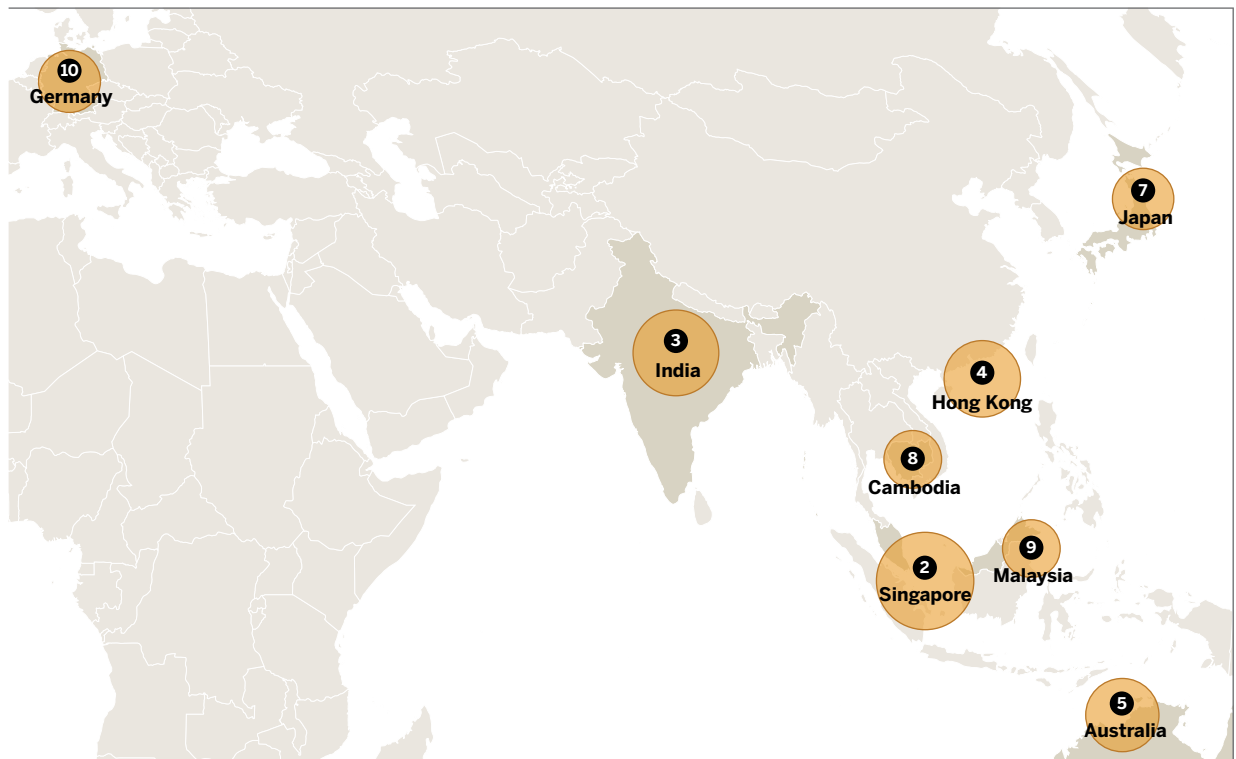 10
Germany
7
Japan
3
India
4
Hong Kong
8
Cambodia
9
Malaysia
2
Singapore
5
Australia